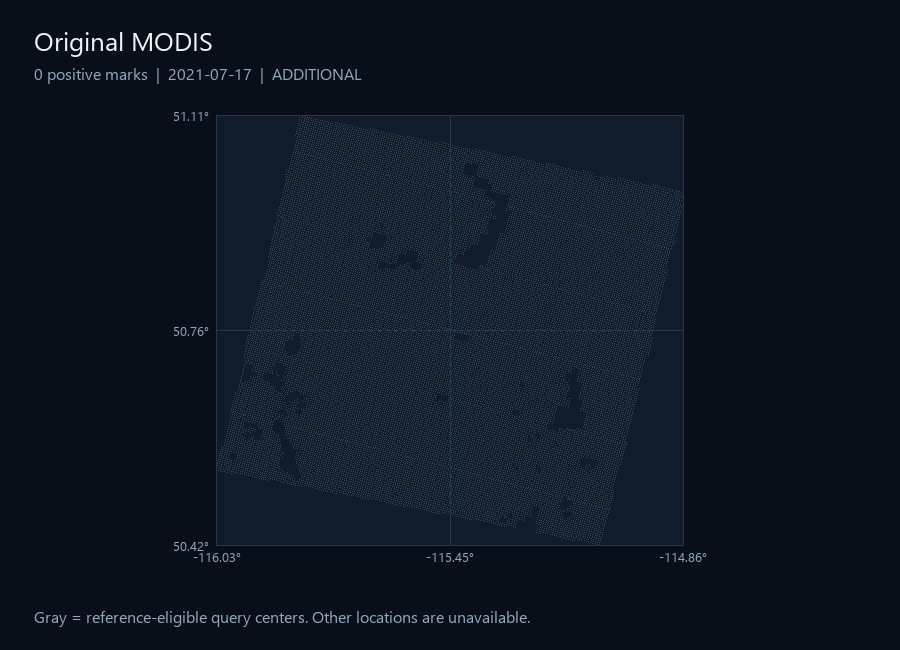 Original MODIS
0 positive marks | 2021-07-17 | ADDITIONAL
51.11°
50.76°
50.42°
-116.03°
-115.45°
-114.86°
Gray = reference-eligible query centers. Other locations are unavailable.